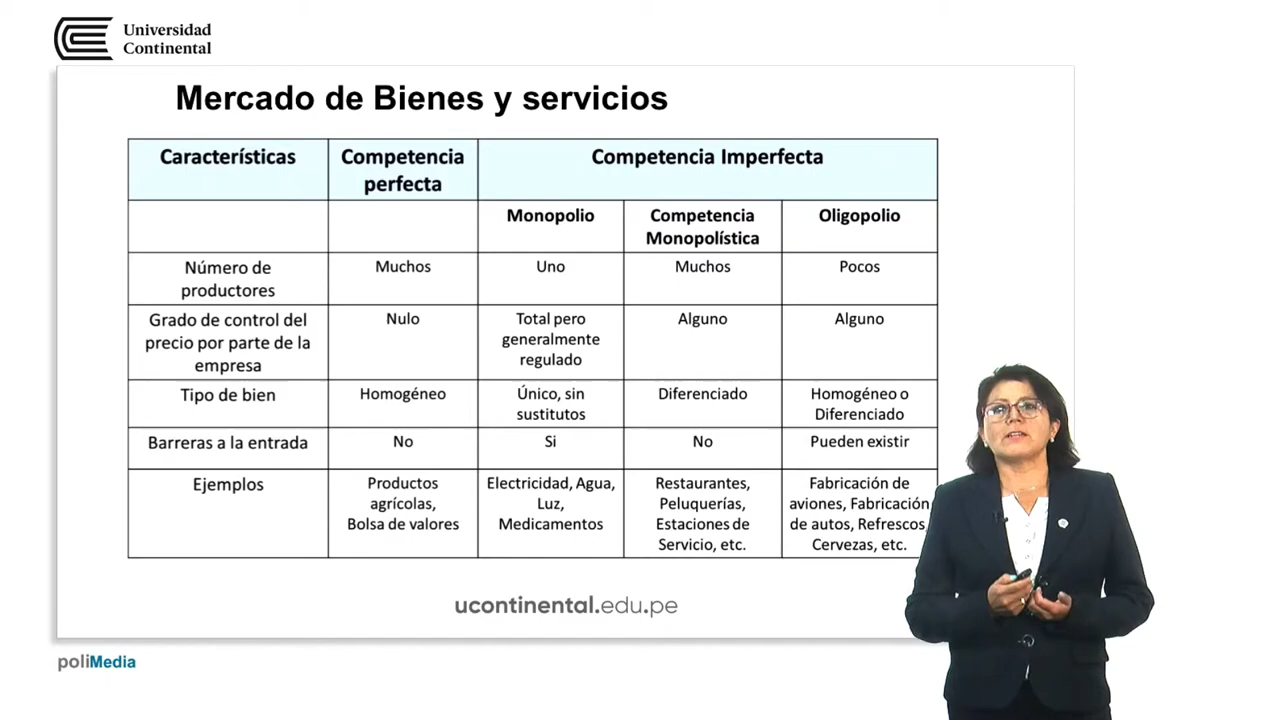 Universidad
Continental
Mercado de Bienes y servicios
Características
Competencia
perfecta
Competencia Imperfecta
Monopolio
Competencia
Monopolística
Oligopolio
Número de
productores
Muchos
Uno
Muchos
Pocos
Grado de control del
precio por parte de la
empresa
Nulo
Total pero
generalmente
regulado
Alguno
Alguno
Tipo de bien
Homogéneo
Único, sin
sustitutos
Diferenciado
Homogéneo o
Diferenciado
Barreras a la entrada
No
Si
No
Pueden existir
Ejemplos
Productos
agrícolas,
Bolsa de valores
Electricidad, Agua,
Luz,
Medicamentos
Restaurantes,
Peluquerías,
Estaciones de
Servicio, etc.
Fabricación de
aviones, Fabricación
de autos, Refrescos,
Cervezas, etc.
ucontinental.edu.pe
poliMedia